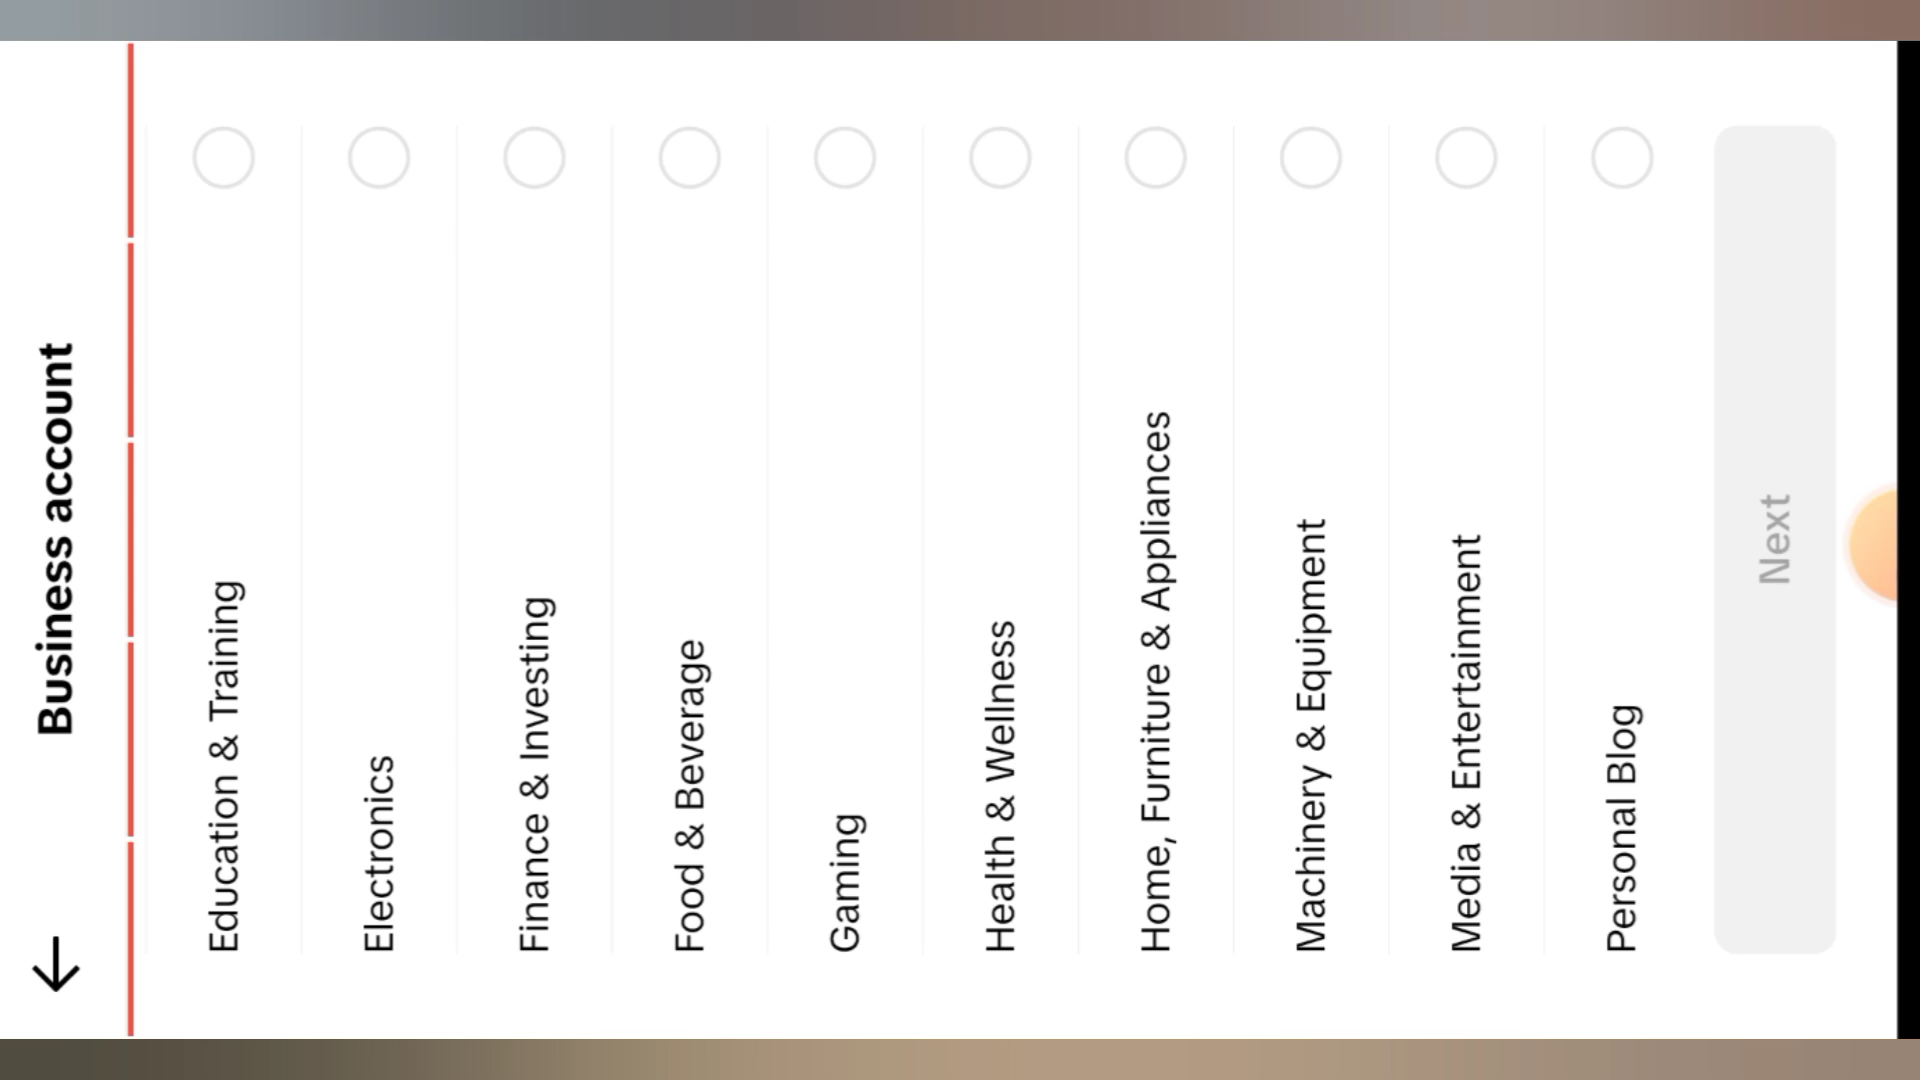 Business account
Education & Training
Electronics
Finance & Investing
Food & Beverage
Gaming
Health & Wellness
Home, Furniture & Appliances
Machinery & Equipment
Media & Entertainment
Personal Blog
Next